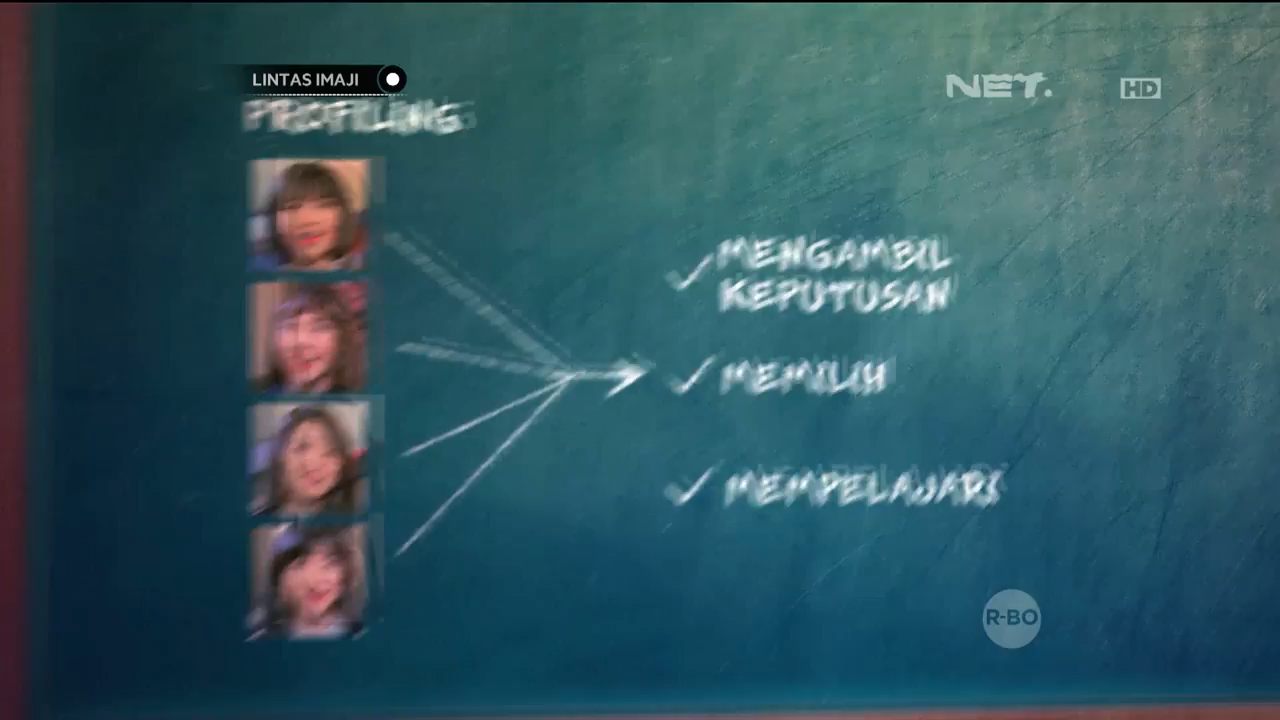 LINTAS IMAJI
NET.
HD
PROFILING
MENGAMBIL
KEPUTUSAN
MEMILIH
MEMPELAJARI
R-BO